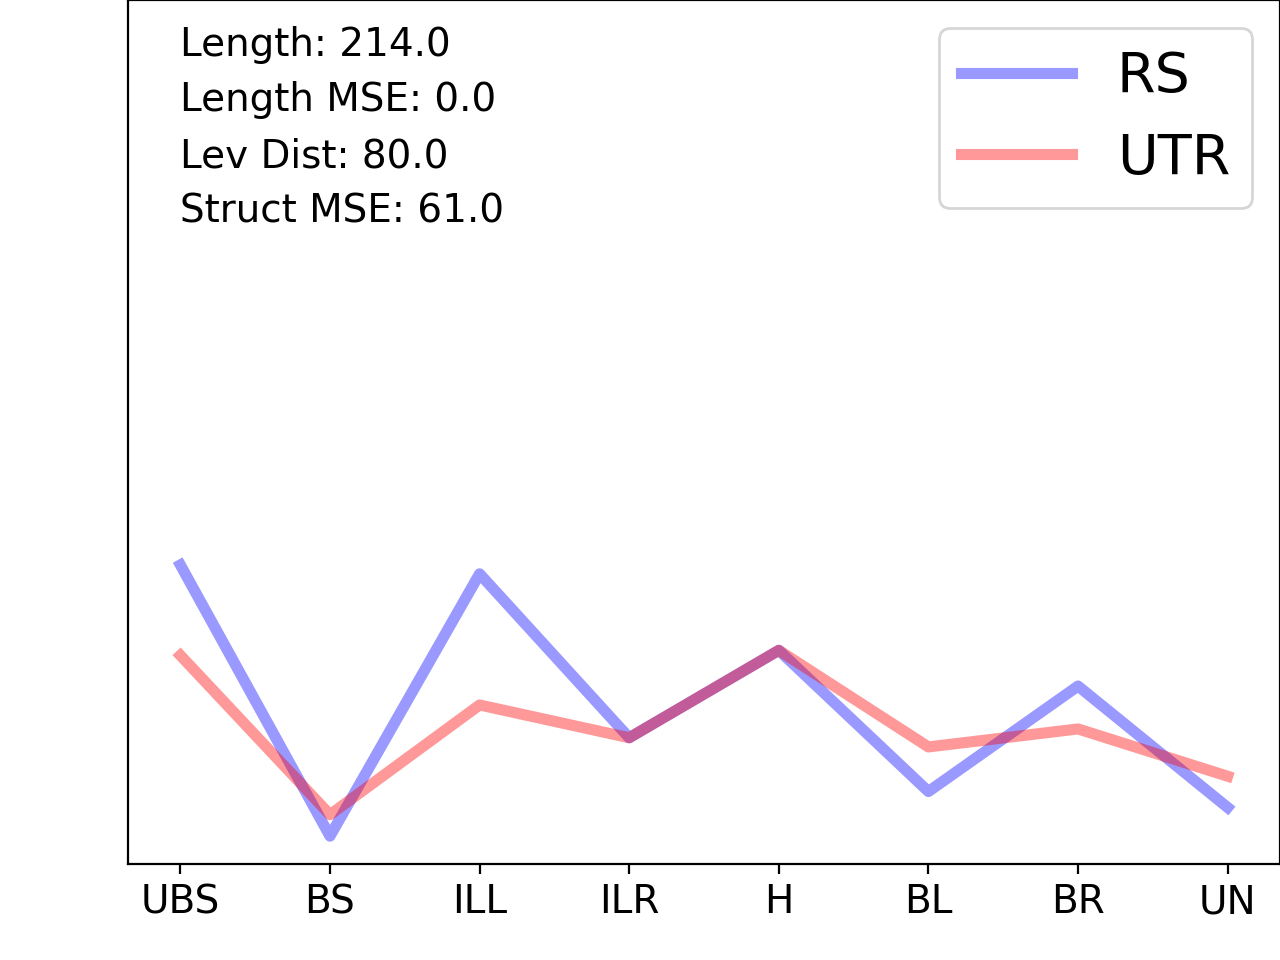 Length: 214.0
Length MSE: 0.0
Lev Dist: 80.0
Struct MSE: 61.0
RS
UTR
UBS BS ILL ILR H BL BR UN